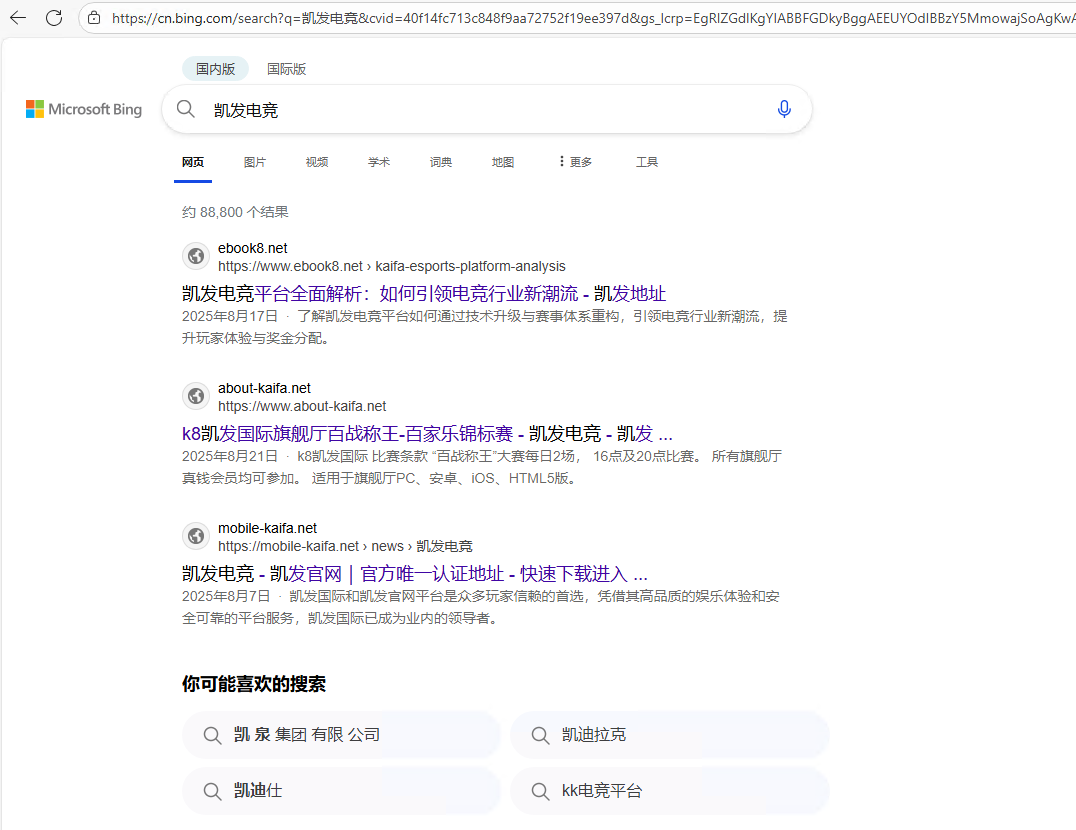 https://cn.bing.com/search?q=凯发电竞&cvid=40f14fc713c848f9aa72752f19ee397d&gs_lcrp=EgRlZGdlKgYIABBFGDkyBggAEEUYOdIBBzY5MmowajSoAgKwA
国内版 国际版
Microsoft Bing
凯发电竞
网页 图片 视频 学术 词典 地图 更多 工具
约 88,800 个结果
ebook8.net
https://www.ebook8.net › kaifa-esports-platform-analysis
凯发电竞平台全面解析：如何引领电竞行业新潮流 - 凯发地址
2025年8月17日 · 了解凯发电竞平台如何通过技术升级与赛事体系重构，引领电竞行业新潮流，提
升玩家体验与奖金分配。
about-kaifa.net
https://www.about-kaifa.net
k8凯发国际旗舰厅百战称王-百家乐锦标赛 - 凯发电竞 - 凯发 ...
2025年8月21日 · k8凯发国际 比赛条款 “百战称王”大赛每日2场， 16点及20点比赛。 所有旗舰厅
真钱会员均可参加。 适用于旗舰厅PC、安卓、iOS、HTML5版。
mobile-kaifa.net
https://mobile-kaifa.net › news › 凯发电竞
凯发电竞 - 凯发官网｜官方唯一认证地址 - 快速下载进入 ...
2025年8月7日 · 凯发国际和凯发官网平台是众多玩家信赖的首选，凭借其高品质的娱乐体验和安
全可靠的平台服务，凯发国际已成为业内的领导者。
你可能喜欢的搜索
凯 泉 集团 有限 公司 凯迪拉克
凯迪仕 kk电竞平台